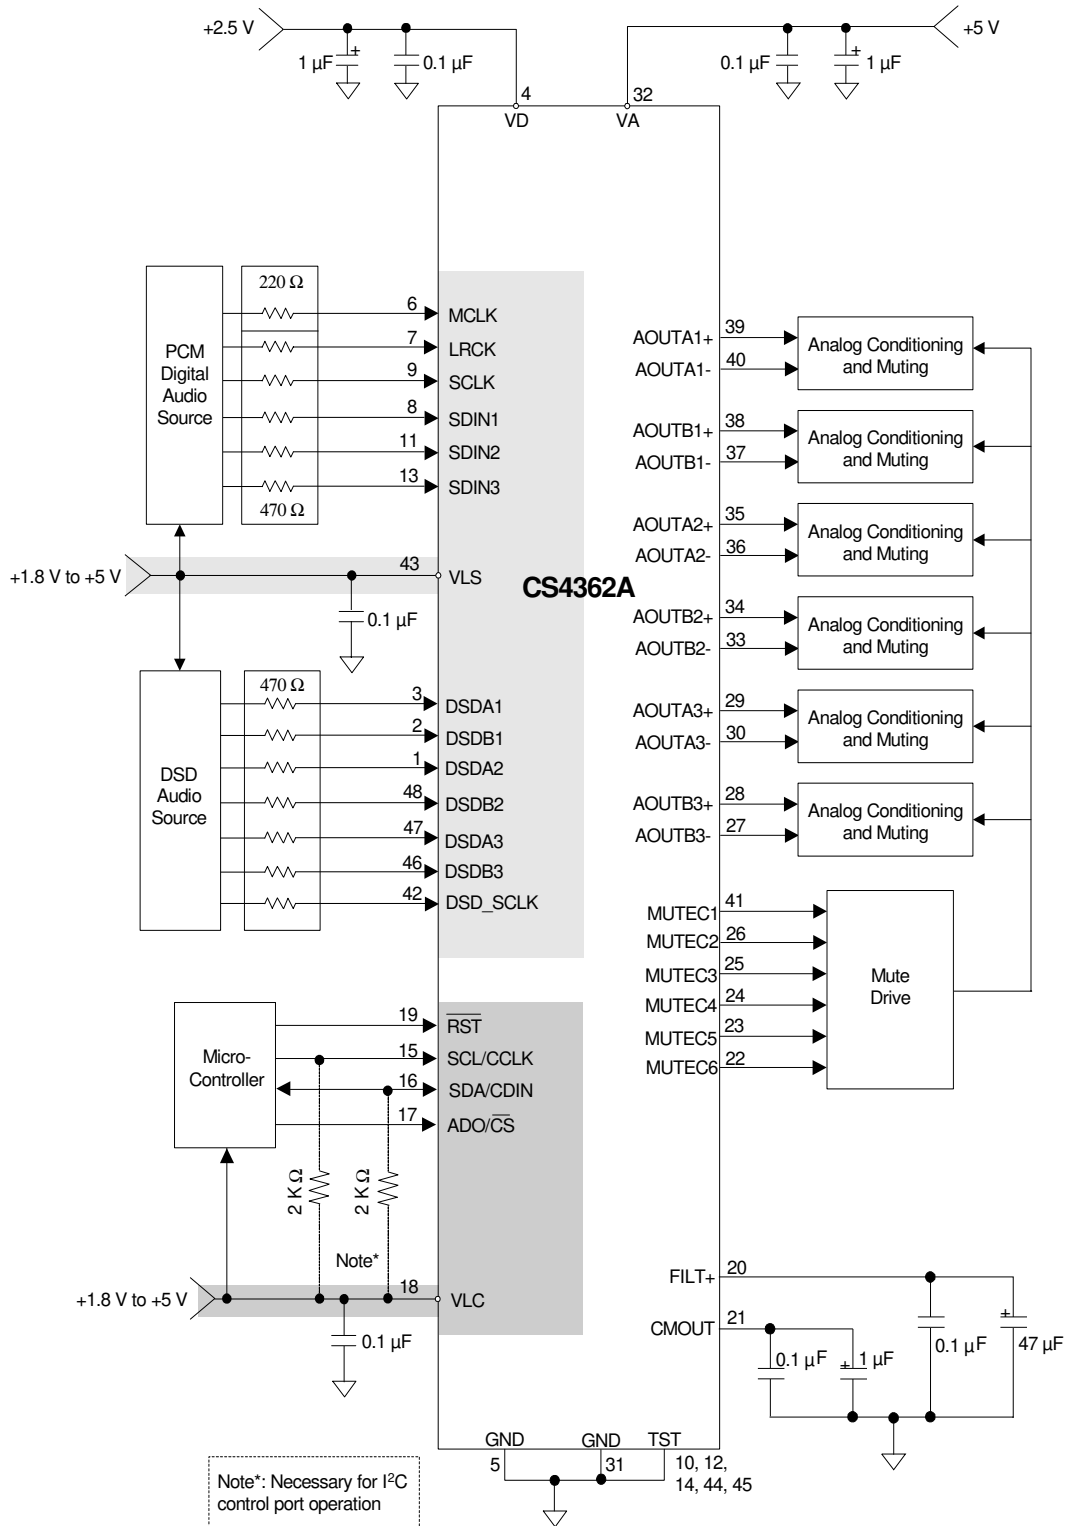 +2.5 V
1 µF
+
0.1 µF
4
VD
32
VA
0.1 µF
+
1 µF
+5 V
CS4362A
PCM
Digital
Audio
Source
220 Ω
470 Ω
6
MCLK
7
LRCK
9
SCLK
8
SDIN1
11
SDIN2
13
SDIN3
+1.8 V to +5 V
43
VLS
0.1 µF
DSD
Audio
Source
470 Ω
3
DSDA1
2
DSDB1
1
DSDA2
48
DSDB2
47
DSDA3
46
DSDB3
42
DSD_SCLK
Micro-
Controller
19
RST
15
SCL/CCLK
16
SDA/CDIN
17
ADO/CS
2 K Ω
2 K Ω
Note*
+1.8 V to +5 V
18
VLC
0.1 µF
AOUTA1+
39
AOUTA1-
40
Analog Conditioning
and Muting
AOUTB1+
38
AOUTB1-
37
Analog Conditioning
and Muting
AOUTA2+
35
AOUTA2-
36
Analog Conditioning
and Muting
AOUTB2+
34
AOUTB2-
33
Analog Conditioning
and Muting
AOUTA3+
29
AOUTA3-
30
Analog Conditioning
and Muting
AOUTB3+
28
AOUTB3-
27
Analog Conditioning
and Muting
MUTEC1
41
MUTEC2
26
MUTEC3
25
MUTEC4
24
MUTEC5
23
MUTEC6
22
Mute
Drive
FILT+
20
CMOUT
21
0.1 µF
+
1 µF
0.1 µF
+
47 µF
GND
5
GND
31
TST
10, 12,
14, 44, 45
Note*: Necessary for I²C
control port operation